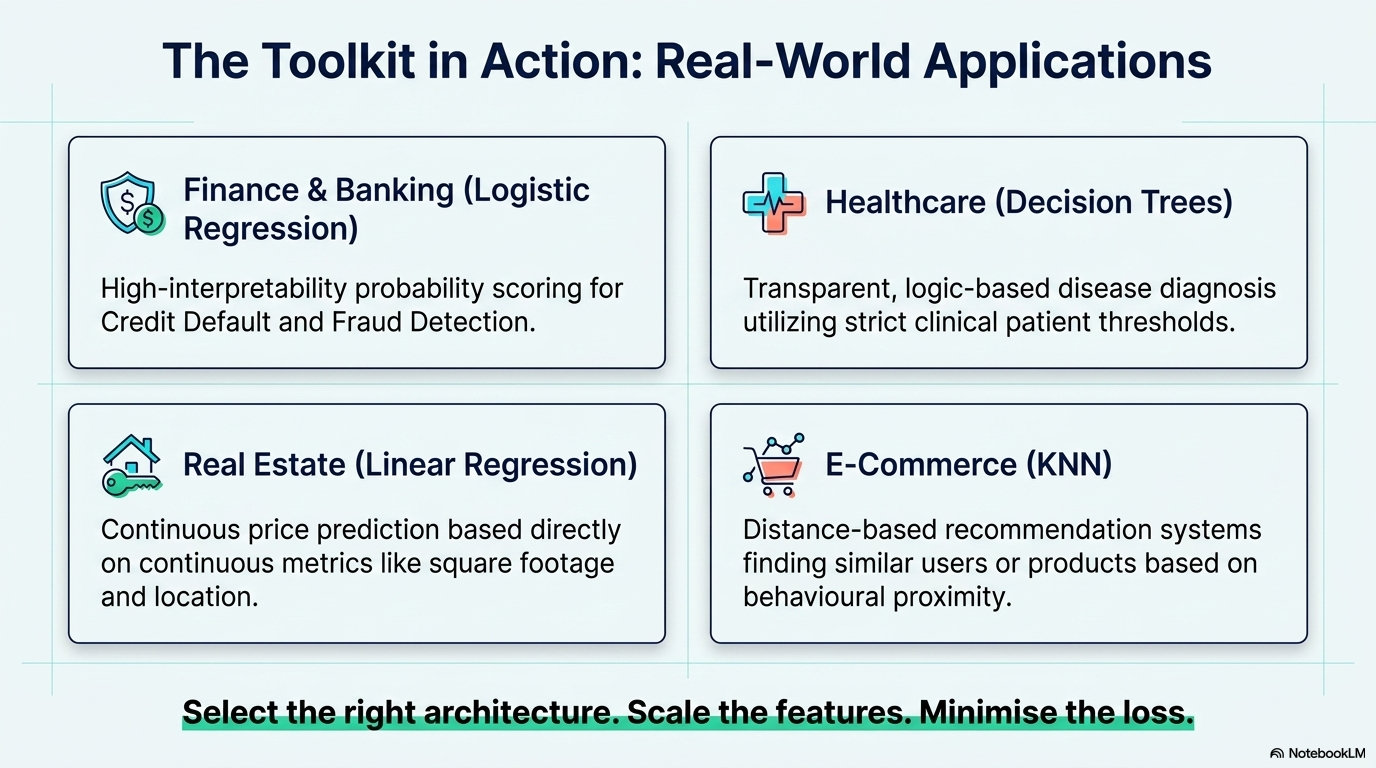 The Toolkit in Action: Real-World Applications
$
$
Finance & Banking (Logistic
Regression)
High-interpretability probability scoring for
Credit Default and Fraud Detection.
Healthcare (Decision Trees)
Transparent, logic-based disease diagnosis
utilizing strict clinical patient thresholds.
Real Estate (Linear Regression)
Continuous price prediction based directly
on continuous metrics like square footage
and location.
E-Commerce (KNN)
Distance-based recommendation systems
finding similar users or products based on
behavioural proximity.
Select the right architecture. Scale the features. Minimise the loss.
NotebookLM